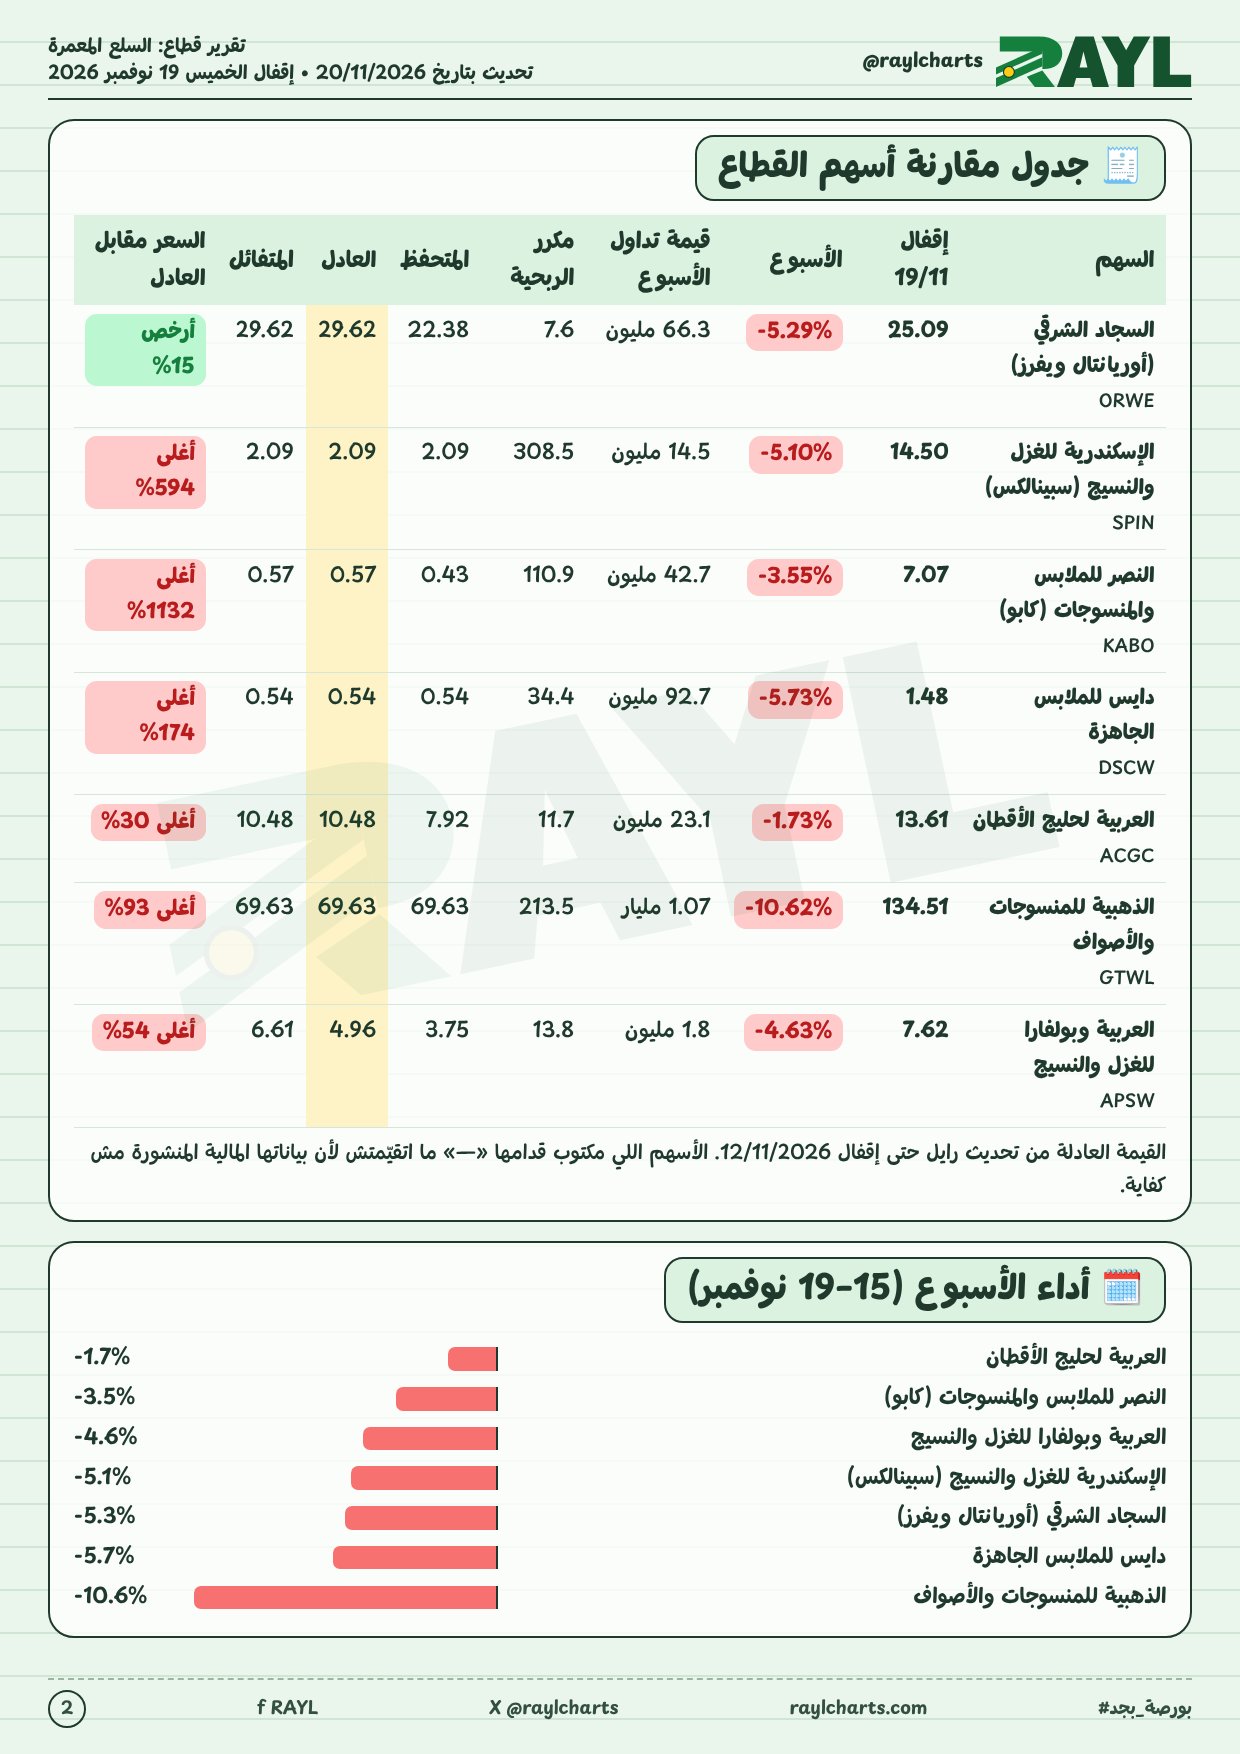 RAYL
@raylcharts
تقرير قطاع: السلع المعمرة
تحديث بتاريخ 20/11/2026 • إقفال الخميس 19 نوفمبر 2026
جدول مقارنة أسهم القطاع
السهم إقفال 19/11 الأسبوع قيمة تداول الأسبوع مكرر الربحية المتحفظ العادل المتفائل السعر مقابل العادل
السجاد الشرقي 25.09 -5.29% 66.3 مليون 7.6 22.38 29.62 29.62 أرخص
(أوريانتال ويفرز) 15%
ORWE
الإسكندرية للغزل 14.50 -5.10% 14.5 مليون 308.5 2.09 2.09 2.09 أغلى
والنسيج (سبينالكس) 594%
SPIN
النصر للملابس 7.07 -3.55% 42.7 مليون 110.9 0.43 0.57 0.57 أغلى
والمنسوجات (كابو) 1132%
KABO
دايس للملابس 1.48 -5.73% 92.7 مليون 34.4 0.54 0.54 0.54 أغلى
الجاهزة 174%
DSCW
العربية لحليج الأقطان 13.61 -1.73% 23.1 مليون 11.7 7.92 10.48 10.48 أغلى 30%
ACGC
الذهبية للمنسوجات 134.51 -10.62% 1.07 مليار 213.5 69.63 69.63 69.63 أغلى 93%
والأصواف
GTWL
العربية وبولفارا 7.62 -4.63% 1.8 مليون 13.8 3.75 4.96 6.61 أغلى 54%
للغزل والنسيج
APSW
القيمة العادلة من تحديث رايل حتى إقفال 12/11/2026. الأسهم اللي مكتوب قدامها «—» ما اتقيّمتش لأن بياناتها المالية المنشورة مش
كفاية.
أداء الأسبوع (15–19 نوفمبر)
العربية لحليج الأقطان -1.7%
النصر للملابس والمنسوجات (كابو) -3.5%
العربية وبولفارا للغزل والنسيج -4.6%
الإسكندرية للغزل والنسيج (سبينالكس) -5.1%
السجاد الشرقي (أوريانتال ويفرز) -5.3%
دايس للملابس الجاهزة -5.7%
الذهبية للمنسوجات والأصواف -10.6%
#بورصة_بجد raylcharts.com X @raylcharts f RAYL 2